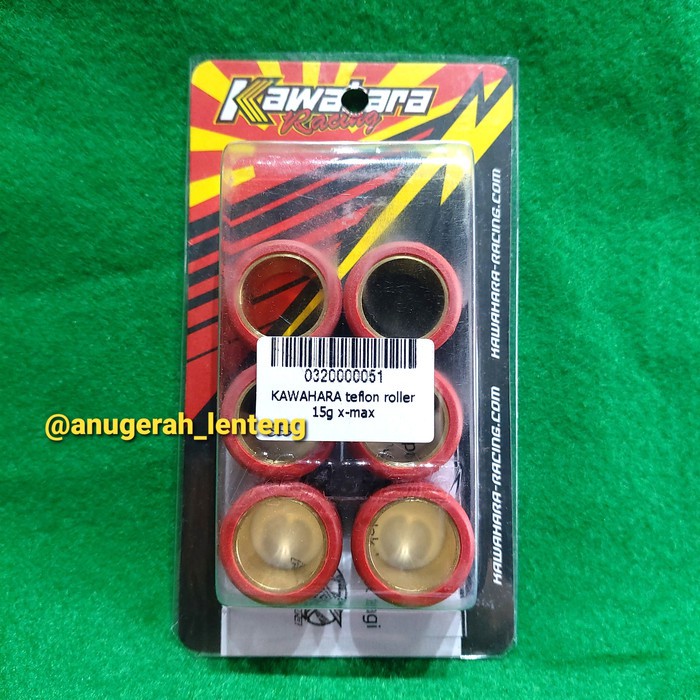 Kawahara
Racing
KAWAHARA-RACING.COM
KAWAHARA-RACING.COM
0320000051
KAWAHARA teflon roller
15g x-max
@anugerah_lenteng